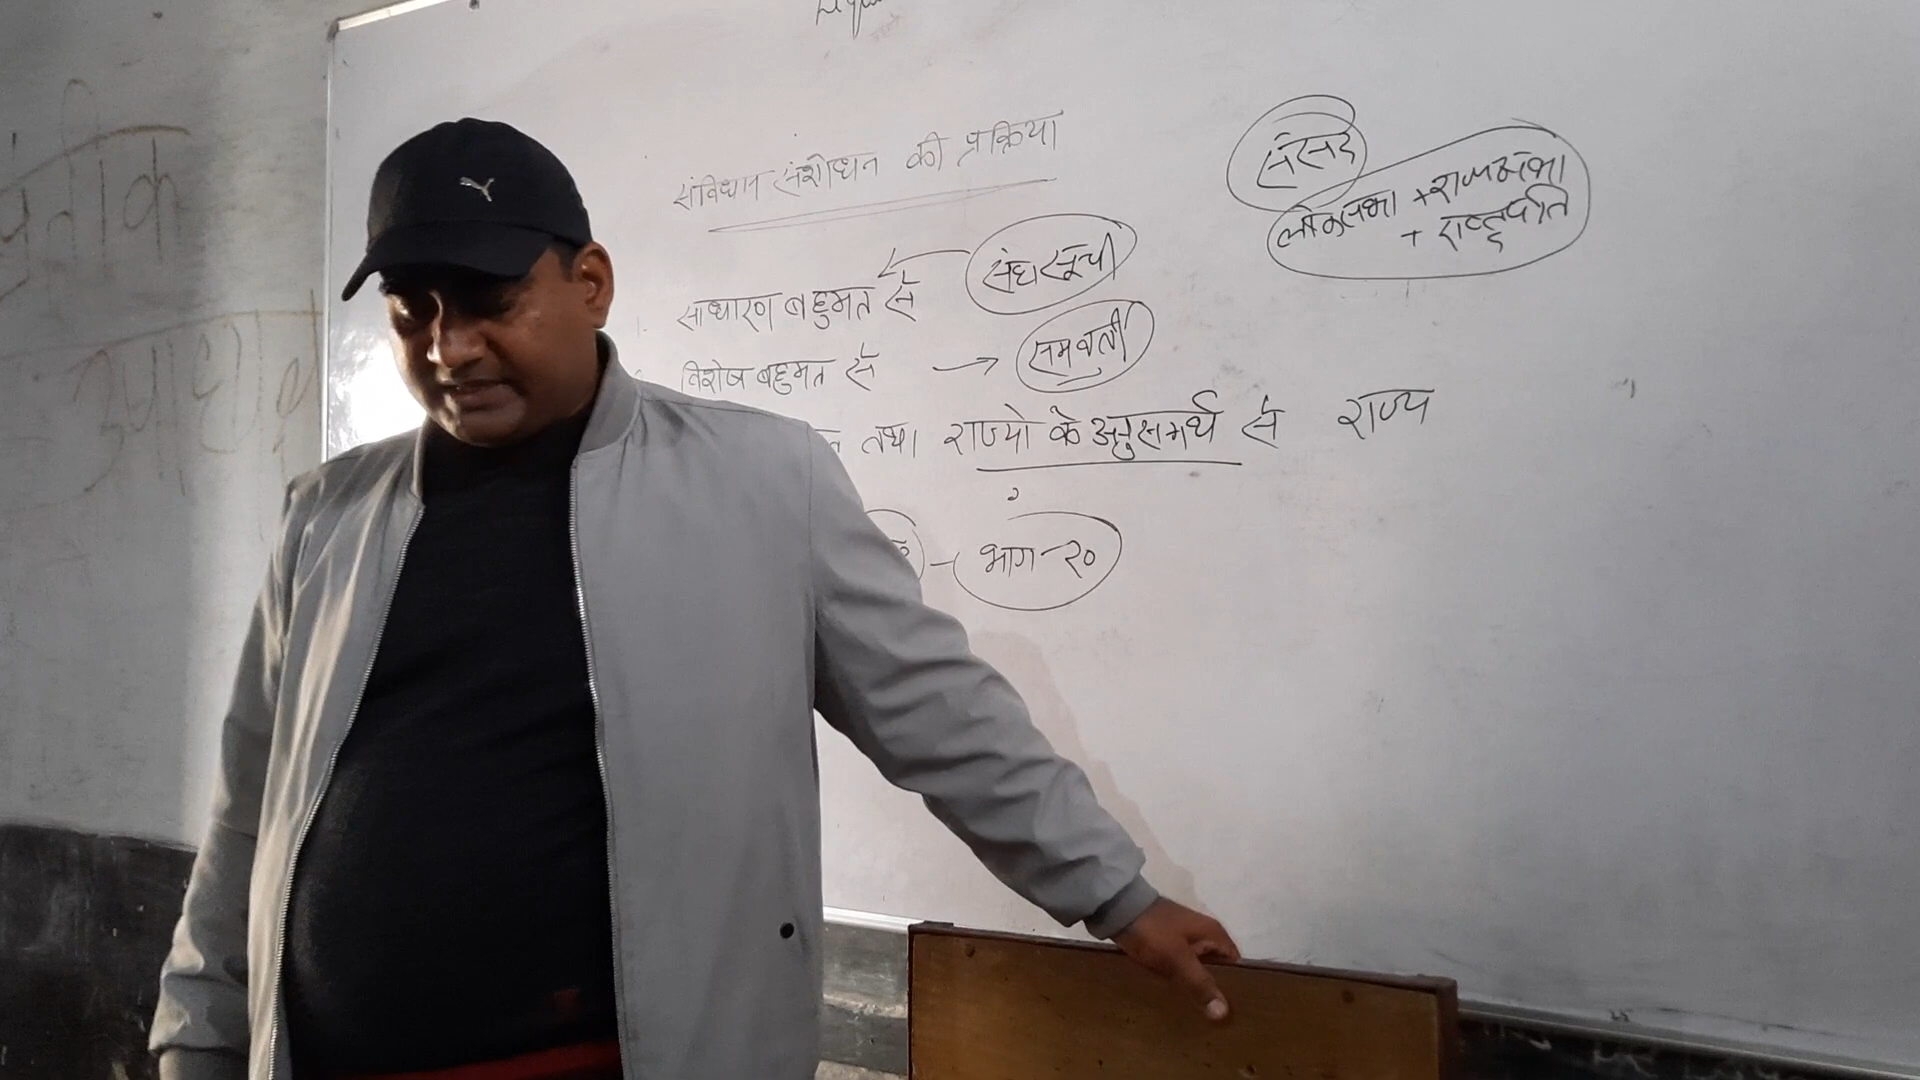 संविधान संशोधन की प्रक्रिया
संसद
लोकसभा + राज्यसभा
+ राष्ट्रपति
साधारण बहुमत से
संघ सूची
विशेष बहुमत से → समवर्ती
तथा राज्यो के अनुसमर्थ से राज्य
भाग-२०
प्रतीक